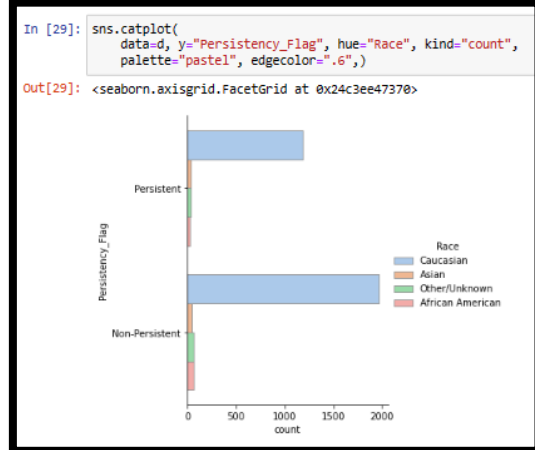 In [29]: sns.catplot(
data=d, y="Persistency_Flag", hue="Race", kind="count",
palette="pastel", edgecolor=".6",)
Out[29]: <seaborn.axisgrid.FacetGrid at 0x24c3ee47370>
Persistent
Non-Persistent
Persistency_Flag
Race
Caucasian
Asian
Other/Unknown
African American
0 500 1000 1500 2000
count